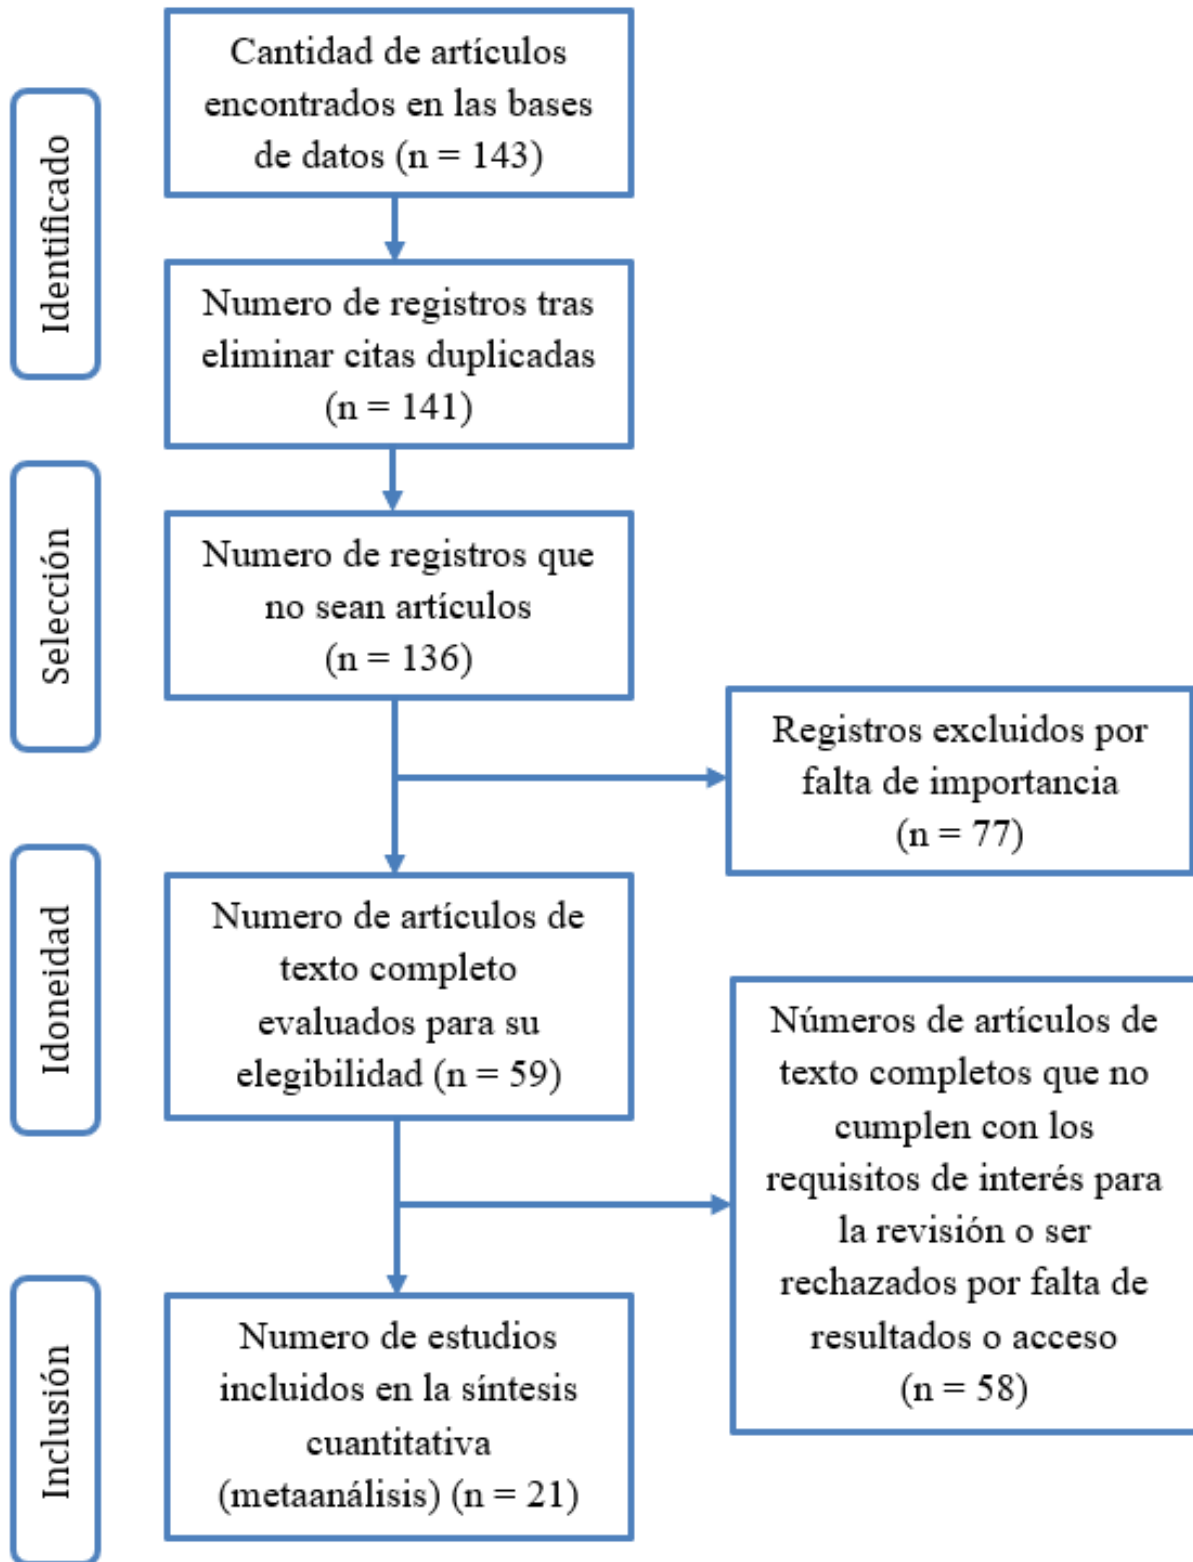 Identificado
Cantidad de artículos
encontrados en las bases
de datos (n = 143)
Numero de registros tras
eliminar citas duplicadas
(n = 141)
Selección
Numero de registros que
no sean artículos
(n = 136)
Registros excluidos por
falta de importancia
(n = 77)
Idoneidad
Numero de artículos de
texto completo
evaluados para su
elegibilidad (n = 59)
Números de artículos de
texto completos que no
cumplen con los
requisitos de interés para
la revisión o ser
rechazados por falta de
resultados o acceso
(n = 58)
Inclusión
Numero de estudios
incluidos en la síntesis
cuantitativa
(metaanálisis) (n = 21)